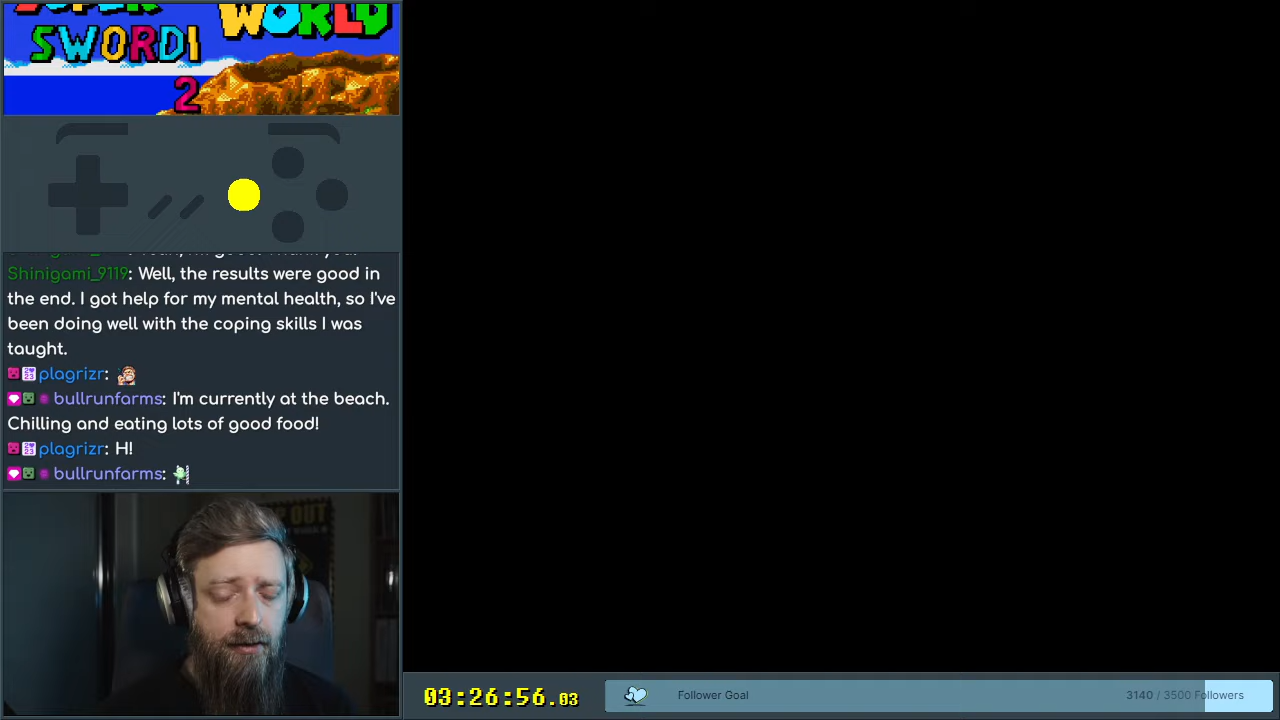 WORLD
SWORD!
2
Shinigami_9119: Well, the results were good in
the end. I got help for my mental health, so I've
been doing well with the coping skills I was
taught.
plagrizr:
bullrunfarms: I'm currently at the beach.
Chilling and eating lots of good food!
plagrizr: H!
bullrunfarms:
03:26:56.03
Follower Goal
3140 / 3500 Followers